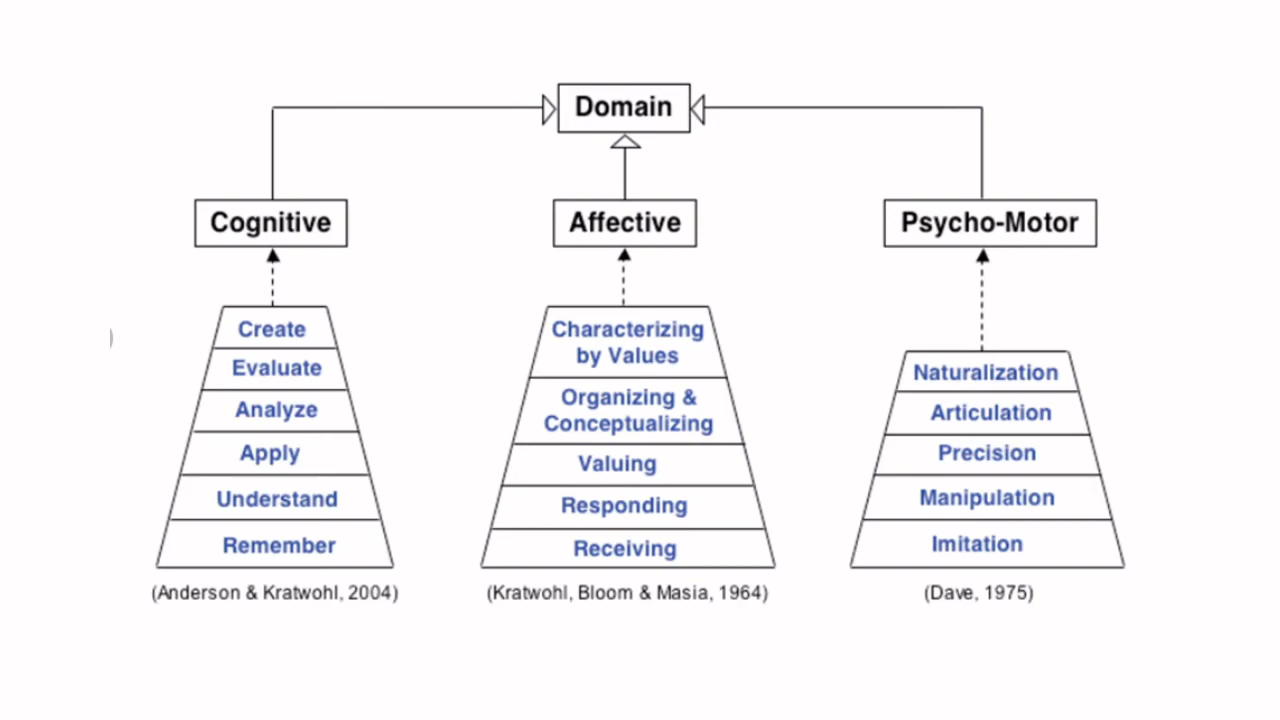 Domain
Cognitive
Affective
Psycho-Motor
Create
Evaluate
Analyze
Apply
Understand
Remember
(Anderson & Kratwohl, 2004)
Characterizing
by Values
Organizing &
Conceptualizing
Valuing
Responding
Receiving
(Kratwohl, Bloom & Masia, 1964)
Naturalization
Articulation
Precision
Manipulation
Imitation
(Dave, 1975)